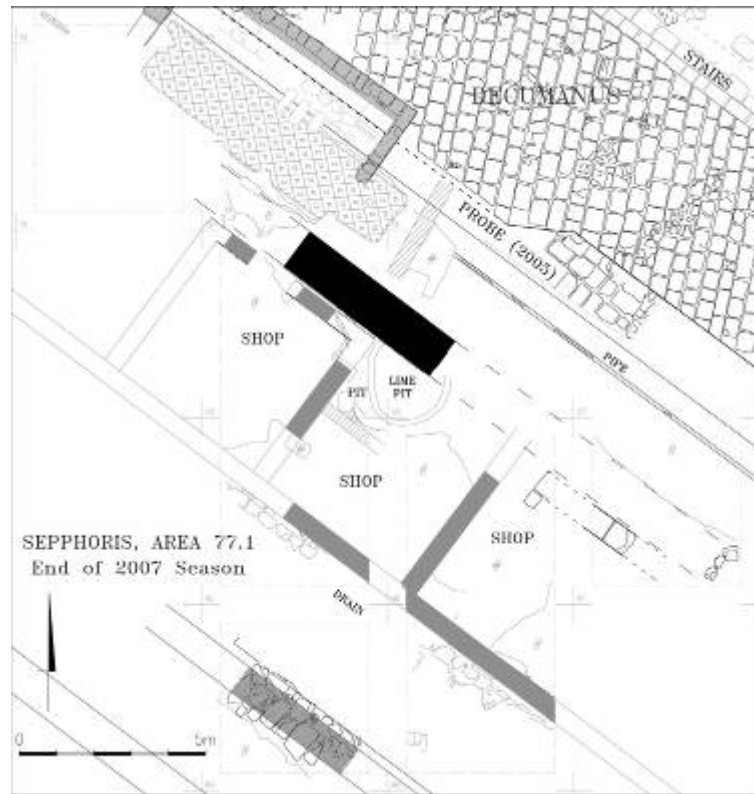 STAIRS
DECUMANUS
PROBE (2005)
PIPE
SHOP
LIME
PIT
PIT
SHOP
SHOP
SEPPHORIS, AREA 77.1
End of 2007 Season
DRAIN
0
5m